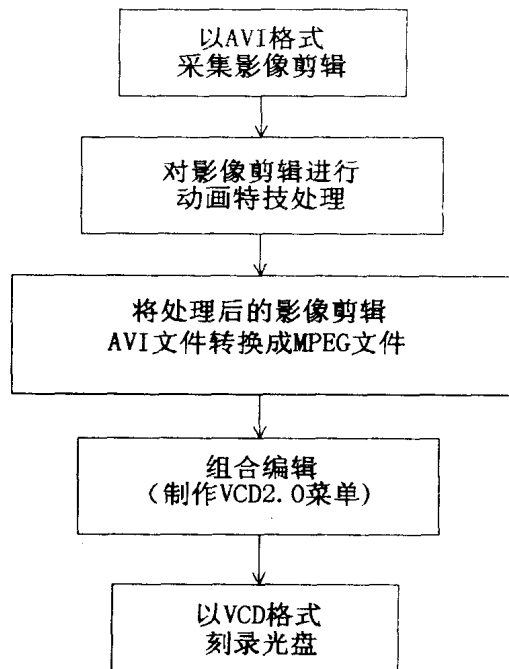 以AVI格式
采集影像剪辑
对影像剪辑进行
动画特技处理
将处理后的影像剪辑
AVI文件转换成MPEG文件
组合编辑
(制作VCD2.0菜单)
以VCD格式
刻录光盘